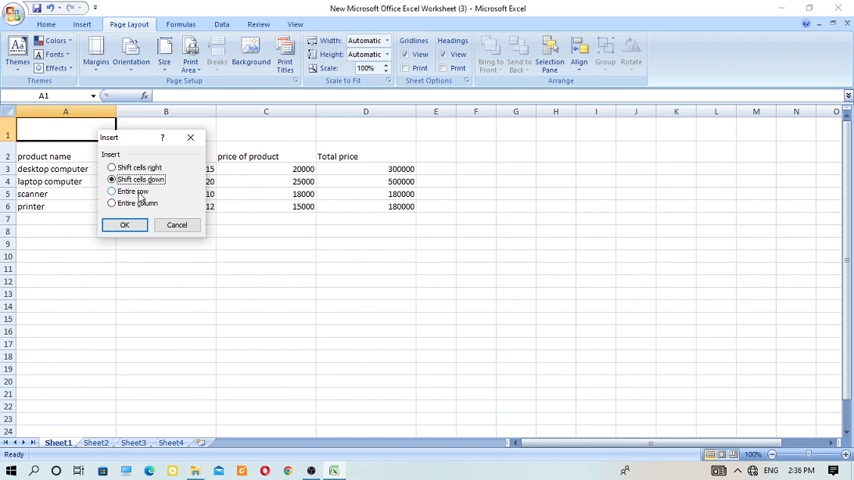 New Microsoft Office Excel Worksheet (3) - Microsoft Excel
Home Insert Page Layout Formulas Data Review View
Themes Colors Fonts Effects Themes
Margins Orientation Size Print Area Breaks Background Print Titles Page Setup
Width: Automatic
Height: Automatic
Scale: 100%
Scale to Fit
Gridlines Headings
View View
Print Print
Sheet Options
Bring to Front Send to Back Selection Pane Align Group Rotate
Arrange
A1 fx
A B C D E F G H I J K L M N O
1
Insert ? ×
Insert
Shift cells right
Shift cells down
Entire row
Entire column
OK Cancel
2 product name price of product Total price
3 desktop computer 15 20000 300000
4 laptop computer 20 25000 500000
5 scanner 10 18000 180000
6 printer 12 15000 180000
7
8
9
10
11
12
13
14
15
16
17
18
19
20
21
22
23
24
Sheet1 Sheet2 Sheet3 Sheet4
Ready 100%
ENG 2:36 PM